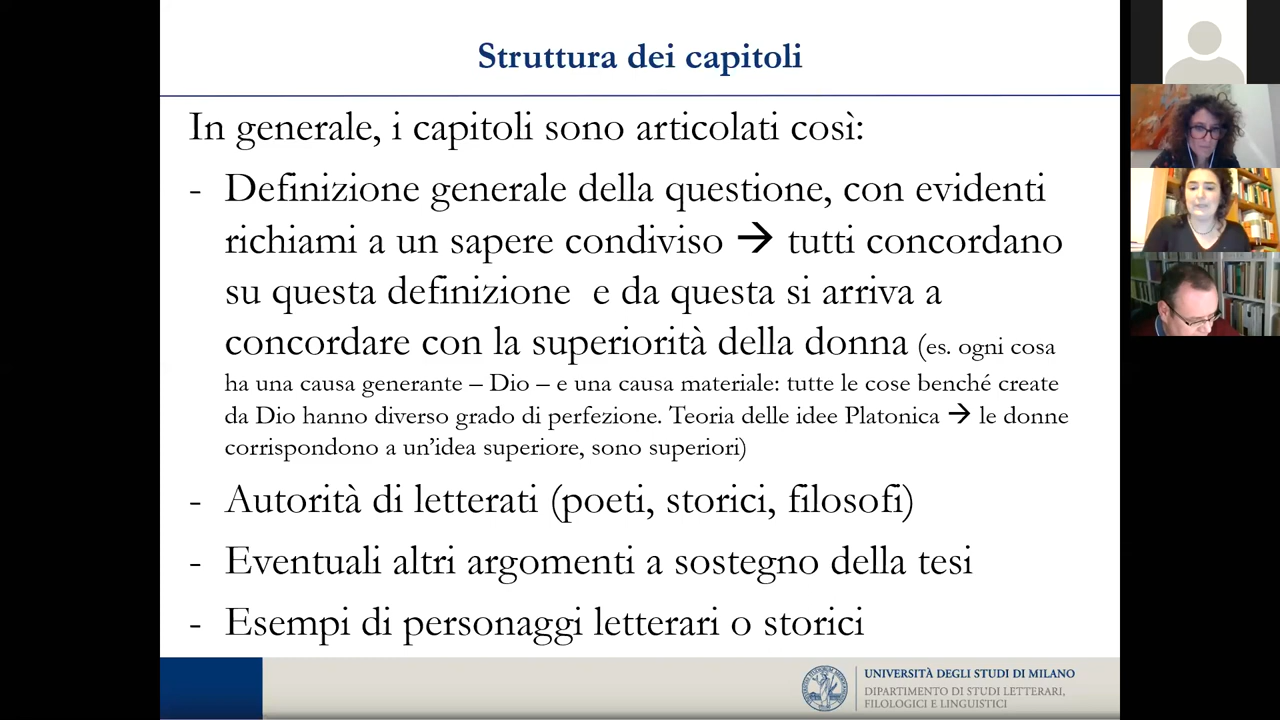 Struttura dei capitoli
In generale, i capitoli sono articolati così:
- Definizione generale della questione, con evidenti
richiami a un sapere condiviso → tutti concordano
su questa definizione e da questa si arriva a
concordare con la superiorità della donna (es. ogni cosa
ha una causa generante – Dio – e una causa materiale: tutte le cose benché create
da Dio hanno diverso grado di perfezione. Teoria delle idee Platonica → le donne
corrispondono a un’idea superiore, sono superiori)
- Autorità di letterati (poeti, storici, filosofi)
- Eventuali altri argomenti a sostegno della tesi
- Esempi di personaggi letterari o storici
UNIVERSITÀ DEGLI STUDI DI MILANO
DIPARTIMENTO DI STUDI LETTERARI,
FILOLOGICI E LINGUISTICI